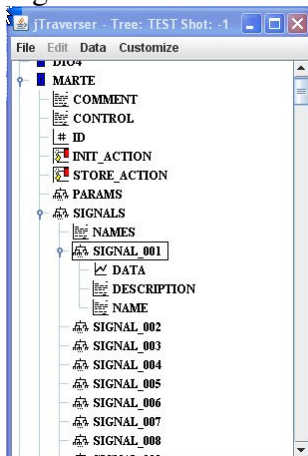 jTraverser - Tree: TEST Shot: -1
File Edit Data Customize
DIO4
MARTE
COMMENT
CONTROL
# ID
INIT_ACTION
STORE_ACTION
PARAMS
SIGNALS
NAMES
SIGNAL_001
DATA
DESCRIPTION
NAME
SIGNAL_002
SIGNAL_003
SIGNAL_004
SIGNAL_005
SIGNAL_006
SIGNAL_007
SIGNAL_008